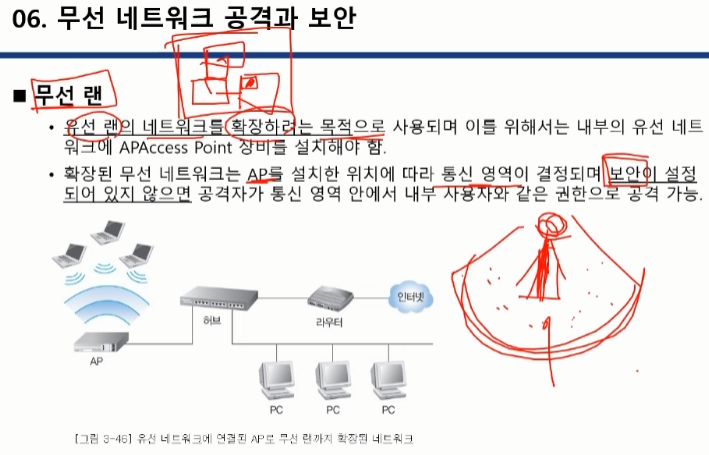 06. 무선 네트워크 공격과 보안
■ 무선 랜
• 유선 랜의 네트워크를 확장하려는 목적으로 사용되며 이를 위해서는 내부의 유선 네트
워크에 APAccess Point 장비를 설치해야 함.
• 확장된 무선 네트워크는 AP를 설치한 위치에 따라 통신 영역이 결정되며 보안이 설정
되어 있지 않으면 공격자가 통신 영역 안에서 내부 사용자와 같은 권한으로 공격 가능.
허브
라우터
인터넷
AP
PC
PC
PC
[그림 3-46] 유선 네트워크에 연결된 AP로 무선 랜까지 확장된 네트워크